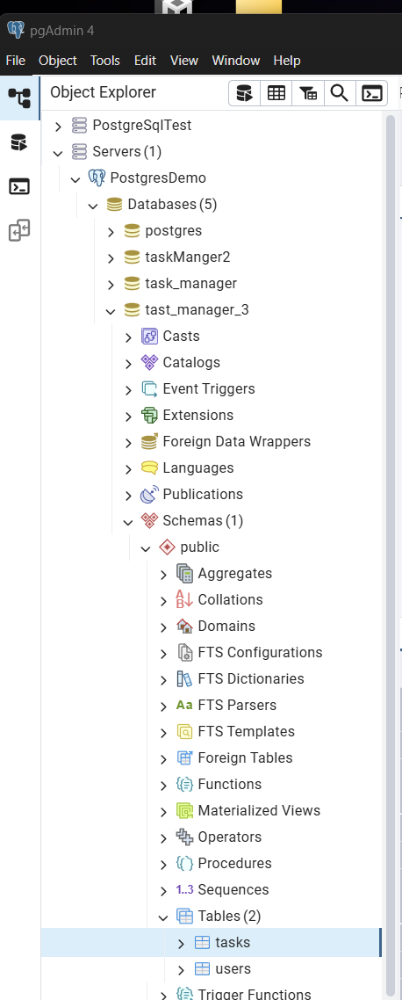 pgAdmin 4
File Object Tools Edit View Window Help
Object Explorer
PostgreSqlTest
Servers (1)
PostgresDemo
Databases (5)
postgres
taskManger2
task_manager
tast_manager_3
Casts
Catalogs
Event Triggers
Extensions
Foreign Data Wrappers
Languages
Publications
Schemas (1)
public
Aggregates
Collations
Domains
FTS Configurations
FTS Dictionaries
Aa FTS Parsers
FTS Templates
Foreign Tables
Functions
Materialized Views
Operators
Procedures
1..3 Sequences
Tables (2)
tasks
users
Trigger Functions